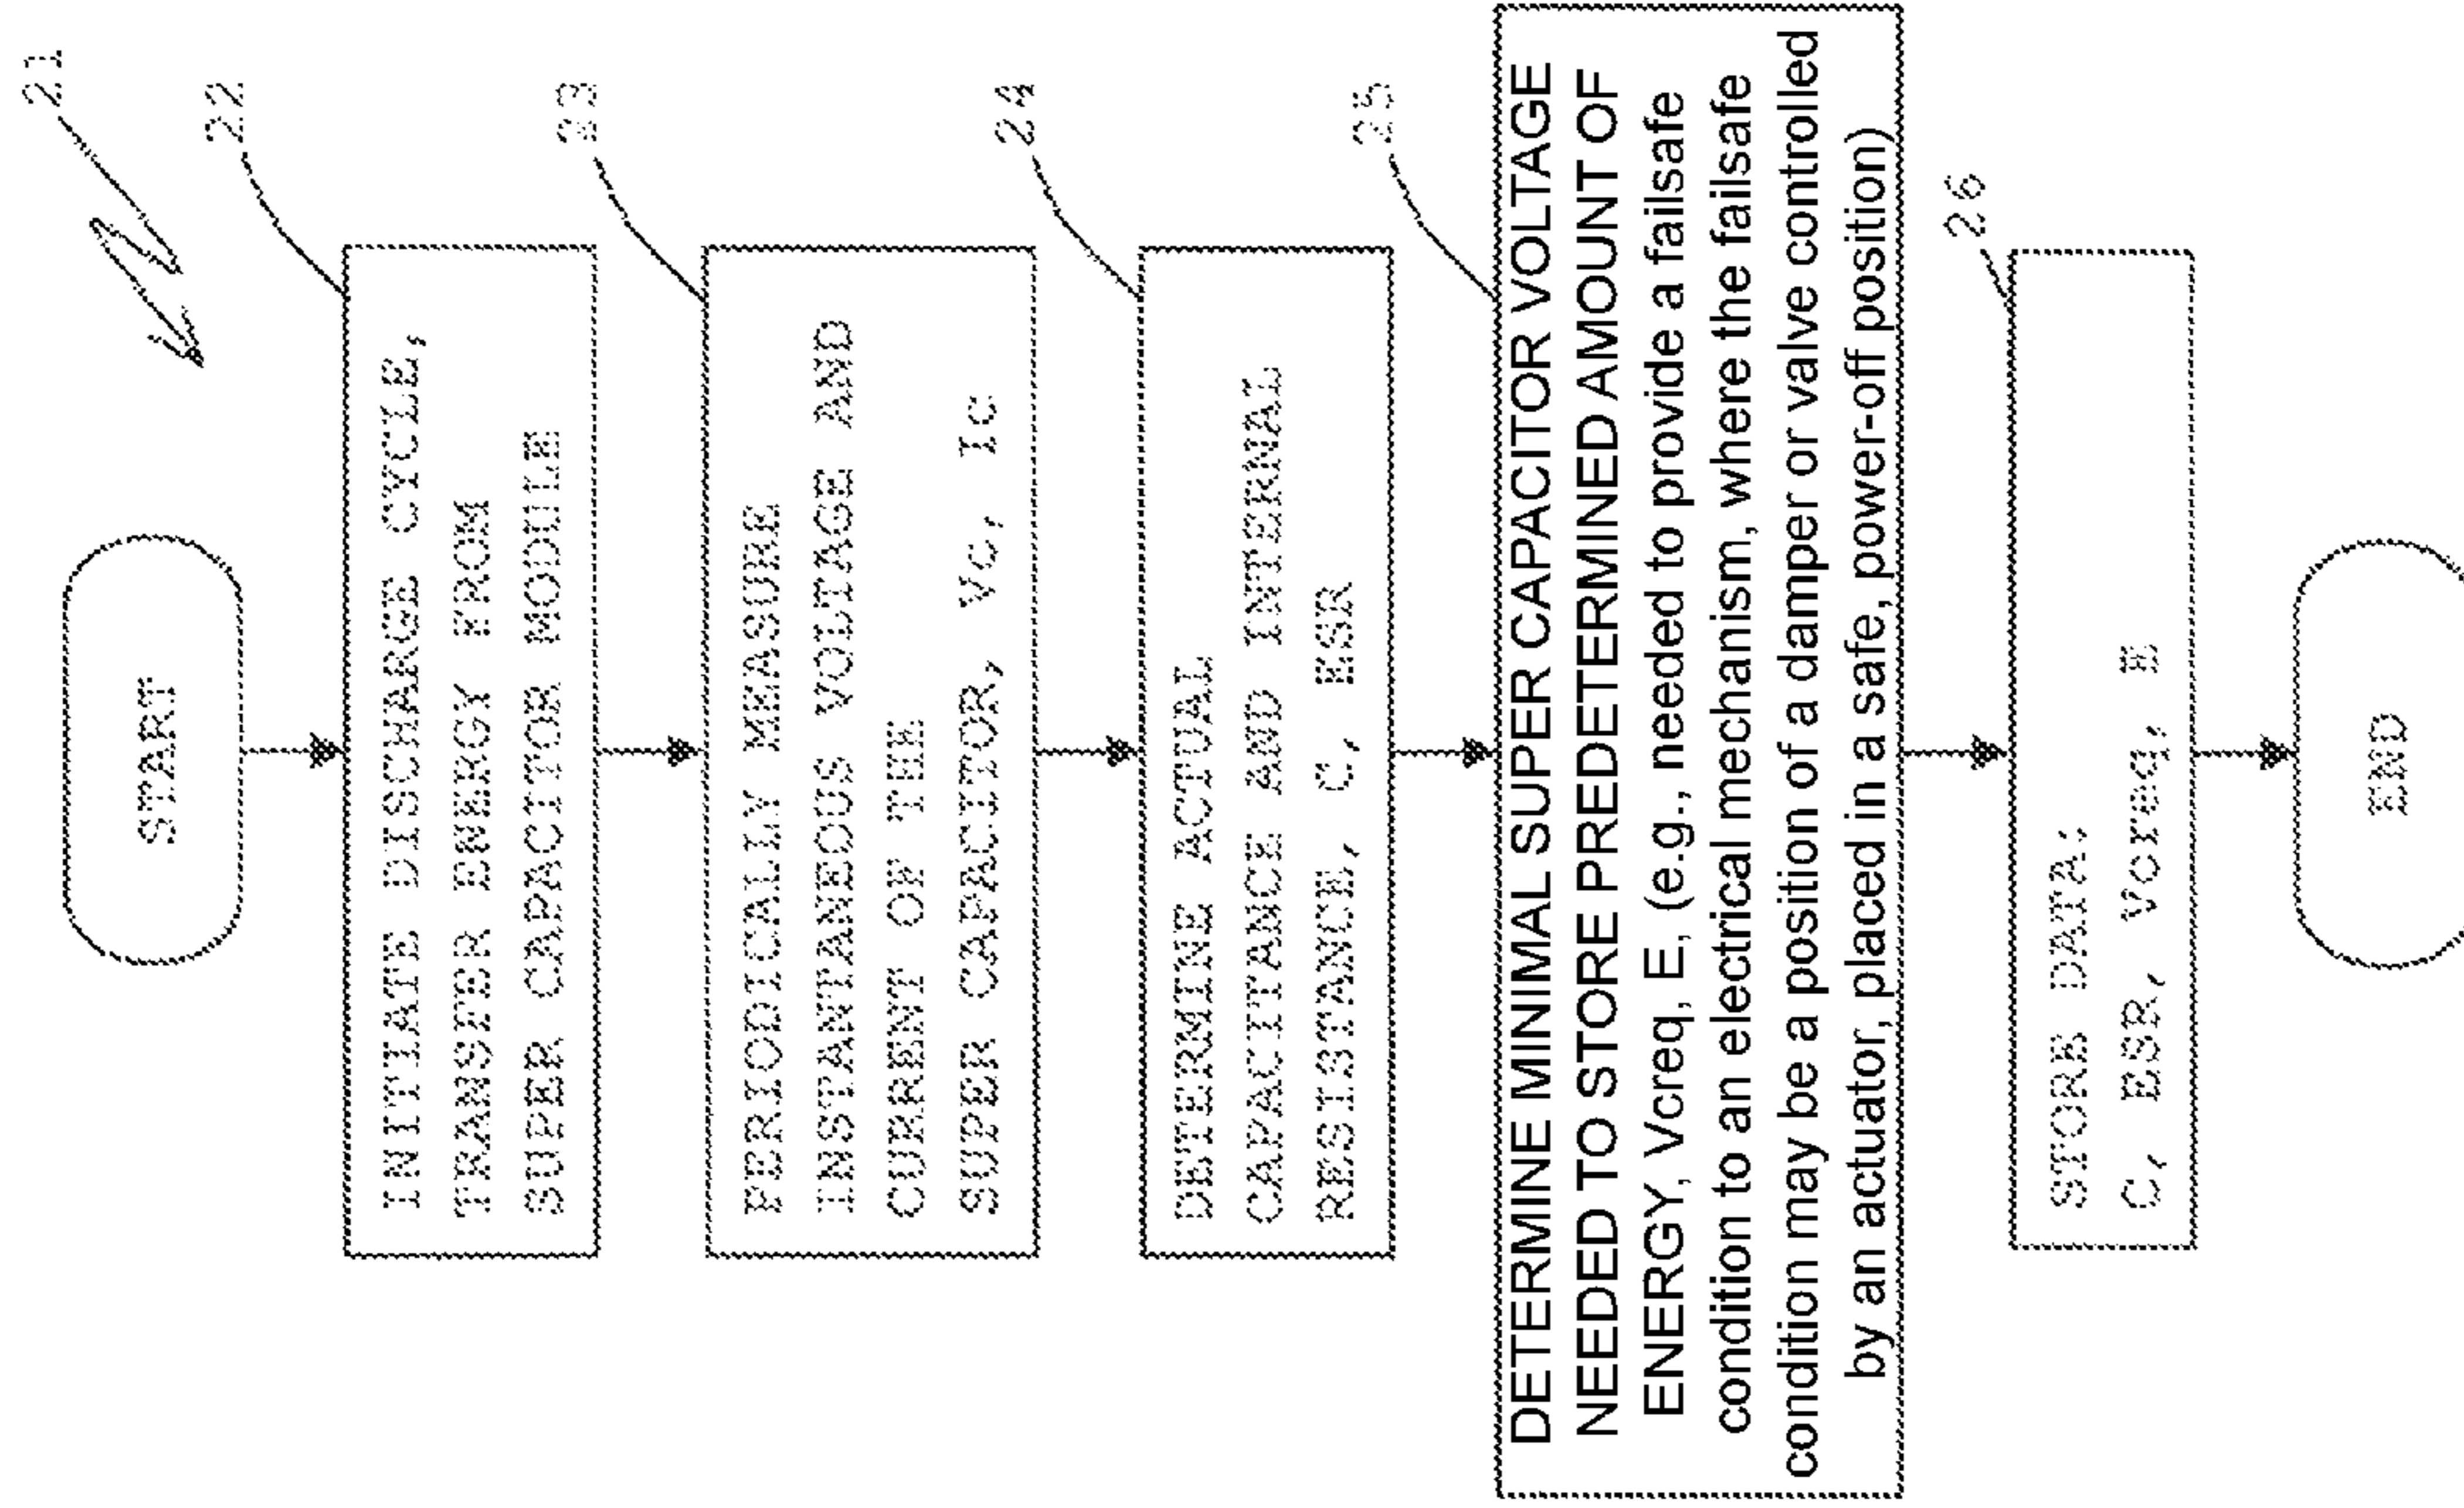 21
START
22
INITIATE DISCHARGE CYCLE,
TRANSFER ENERGY FROM
SUPER CAPACITOR MODULE
23
PERIODICALLY MEASURE
INSTANTANEOUS VOLTAGE AND
CURRENT OF THE
SUPER CAPACITOR, Vc, Ic
24
DETERMINE ACTUAL
CAPACITANCE AND INTERNAL
RESISTANCE, C, ESR
25
DETERMINE MINIMAL SUPER CAPACITOR VOLTAGE
NEEDED TO STORE PREDETERMINED AMOUNT OF
ENERGY, Vcreq, E, (e.g., needed to provide a failsafe
condition to an electrical mechanism, where the failsafe
condition may be a position of a damper or valve controlled
by an actuator, placed in a safe, power-off position)
26
STORE DATA:
C, ESR, Vcreq, E
END